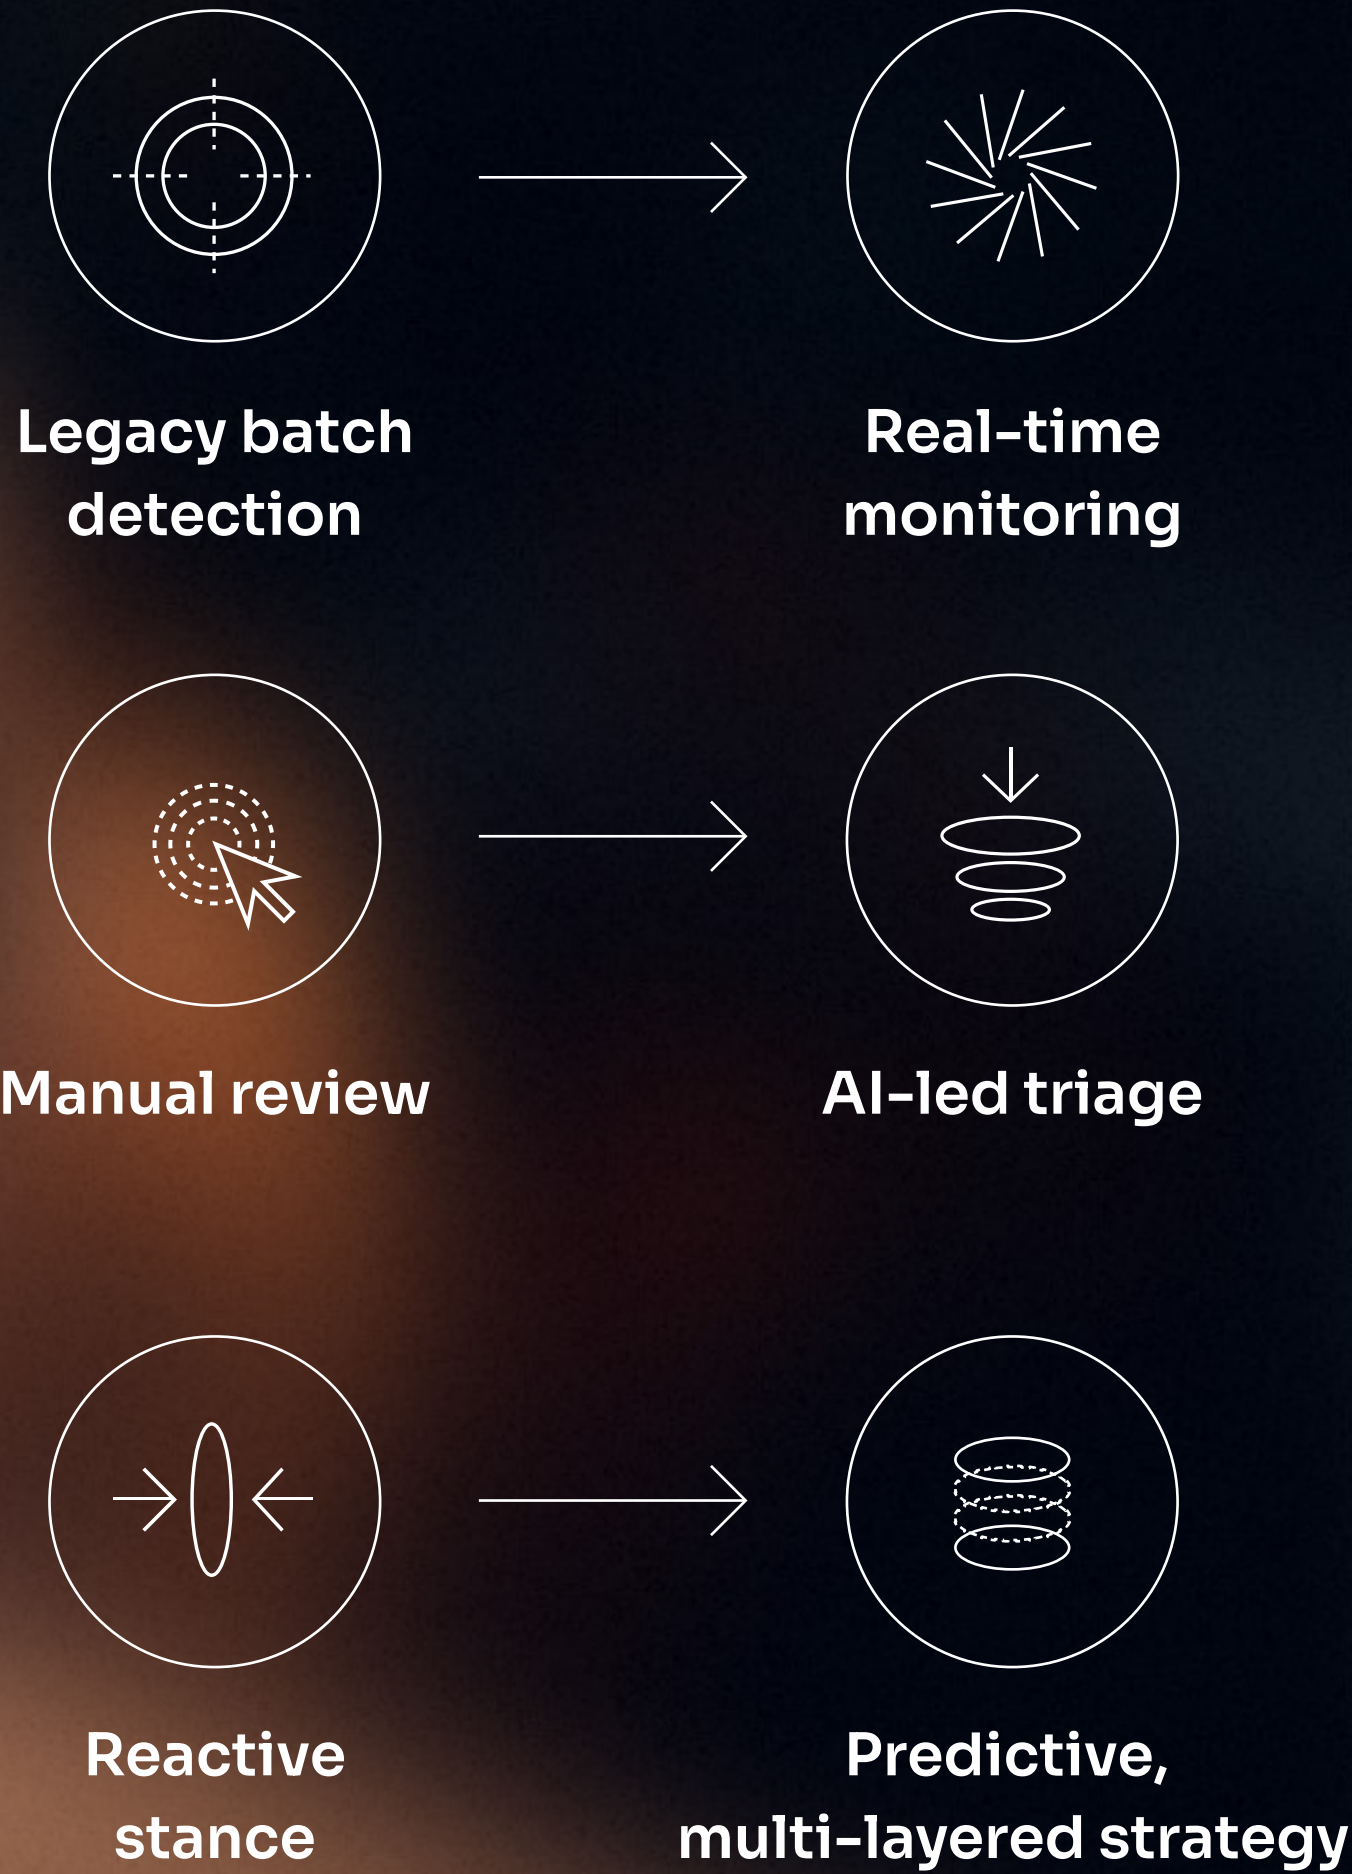 Legacy batch
detection
Real-time
monitoring
Manual review
AI-led triage
Reactive
stance
Predictive,
multi-layered strategy